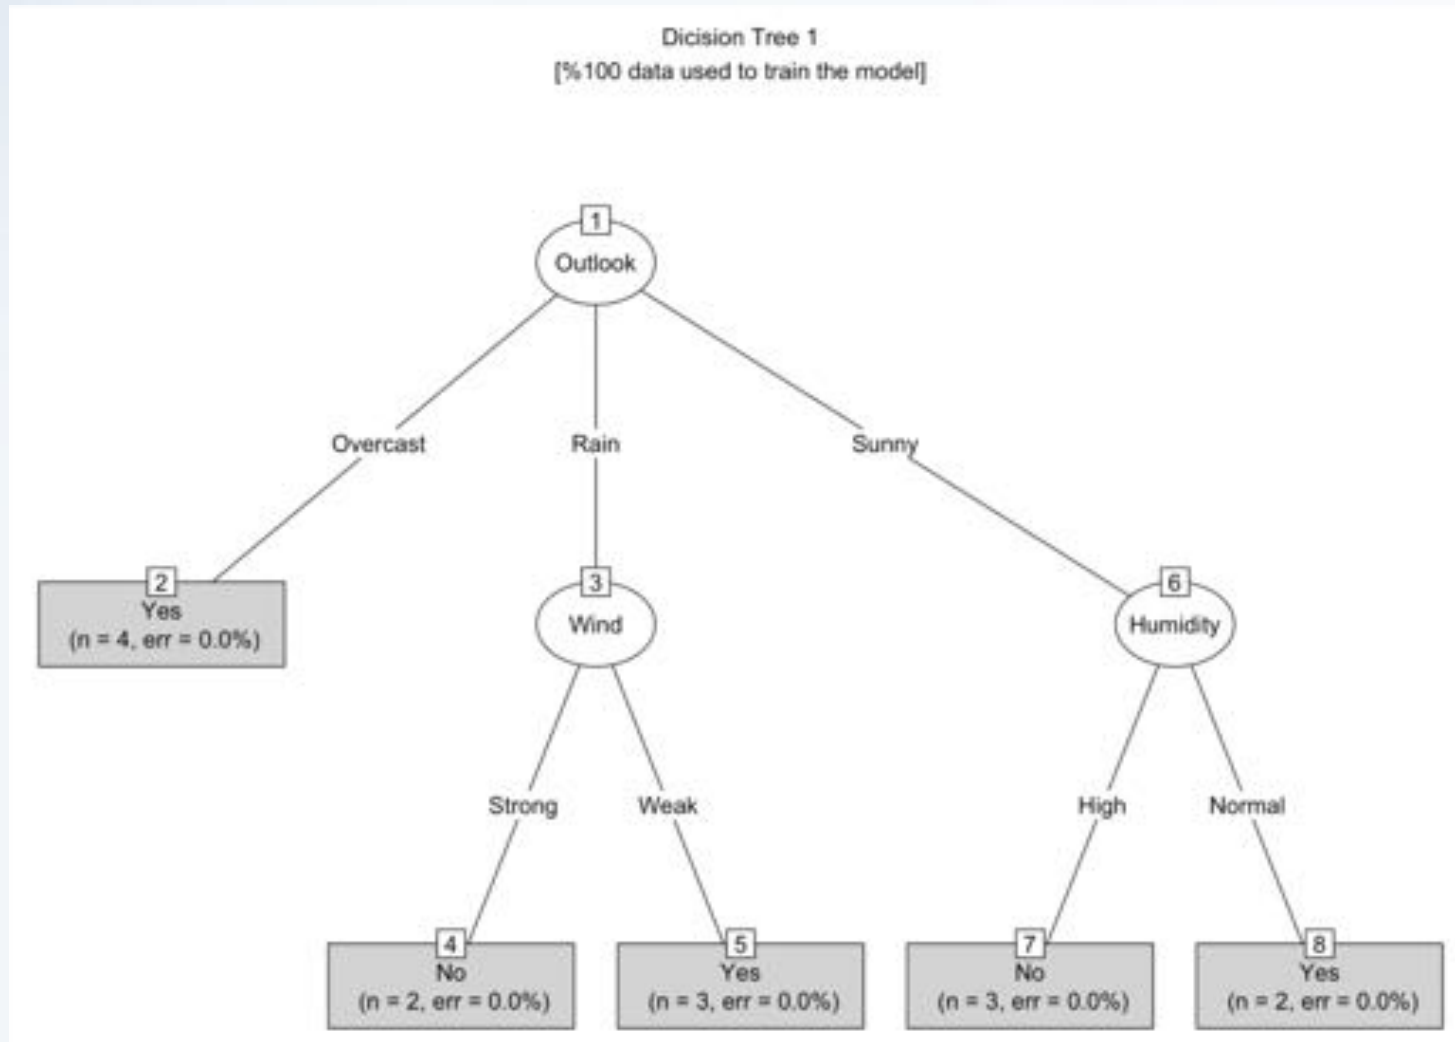 Dicision Tree 1
[%100 data used to train the model]
1
Outlook
Overcast
Rain
Sunny
2
Yes
(n = 4, err = 0.0%)
3
Wind
6
Humidity
Strong
Weak
High
Normal
4
No
(n = 2, err = 0.0%)
5
Yes
(n = 3, err = 0.0%)
7
No
(n = 3, err = 0.0%)
8
Yes
(n = 2, err = 0.0%)